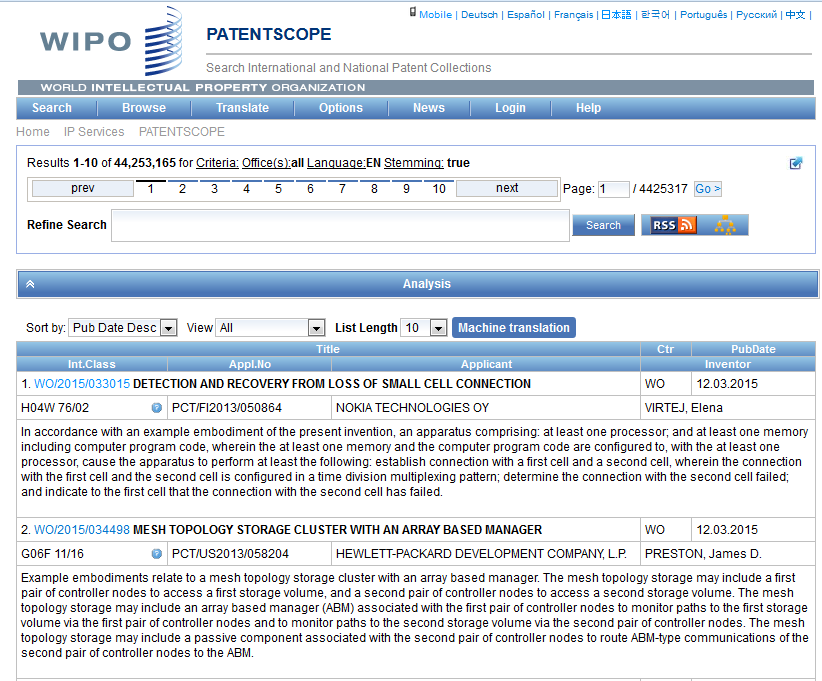 Mobile | Deutsch | Español | Français | 日本語 | 한국어 | Português | Русский | 中文 |
WIPO
PATENTSCOPE
Search International and National Patent Collections
WORLD INTELLECTUAL PROPERTY ORGANIZATION
Search Browse Translate Options News Login Help
Home IP Services PATENTSCOPE
Results 1-10 of 44,253,165 for Criteria: Office(s):all Language:EN Stemming: true
prev 1 2 3 4 5 6 7 8 9 10 next Page: 1 / 4425317 Go >
Refine Search Search RSS
Analysis
Sort by: Pub Date Desc View All List Length 10 Machine translation
Title Ctr PubDate
Int.Class Appl.No Applicant Inventor
1. WO/2015/033015 DETECTION AND RECOVERY FROM LOSS OF SMALL CELL CONNECTION WO 12.03.2015
H04W 76/02 ? PCT/FI2013/050864 NOKIA TECHNOLOGIES OY VIRTEJ, Elena
In accordance with an example embodiment of the present invention, an apparatus comprising: at least one processor; and at least one memory
including computer program code, wherein the at least one memory and the computer program code are configured to, with the at least one
processor, cause the apparatus to perform at least the following: establish connection with a first cell and a second cell, wherein the connection
with the first cell and the second cell is configured in a time division multiplexing pattern; determine the connection with the second cell failed;
and indicate to the first cell that the connection with the second cell has failed.
2. WO/2015/034498 MESH TOPOLOGY STORAGE CLUSTER WITH AN ARRAY BASED MANAGER WO 12.03.2015
G06F 11/16 ? PCT/US2013/058204 HEWLETT-PACKARD DEVELOPMENT COMPANY, L.P. PRESTON, James D.
Example embodiments relate to a mesh topology storage cluster with an array based manager. The mesh topology storage may include a first
pair of controller nodes to access a first storage volume, and a second pair of controller nodes to access a second storage volume. The mesh
topology storage may include an array based manager (ABM) associated with the first pair of controller nodes to monitor paths to the first storage
volume via the first pair of controller nodes and to monitor paths to the second storage volume via the second pair of controller nodes. The mesh
topology storage may include a passive component associated with the second pair of controller nodes to route ABM-type communications of the
second pair of controller nodes to the ABM.